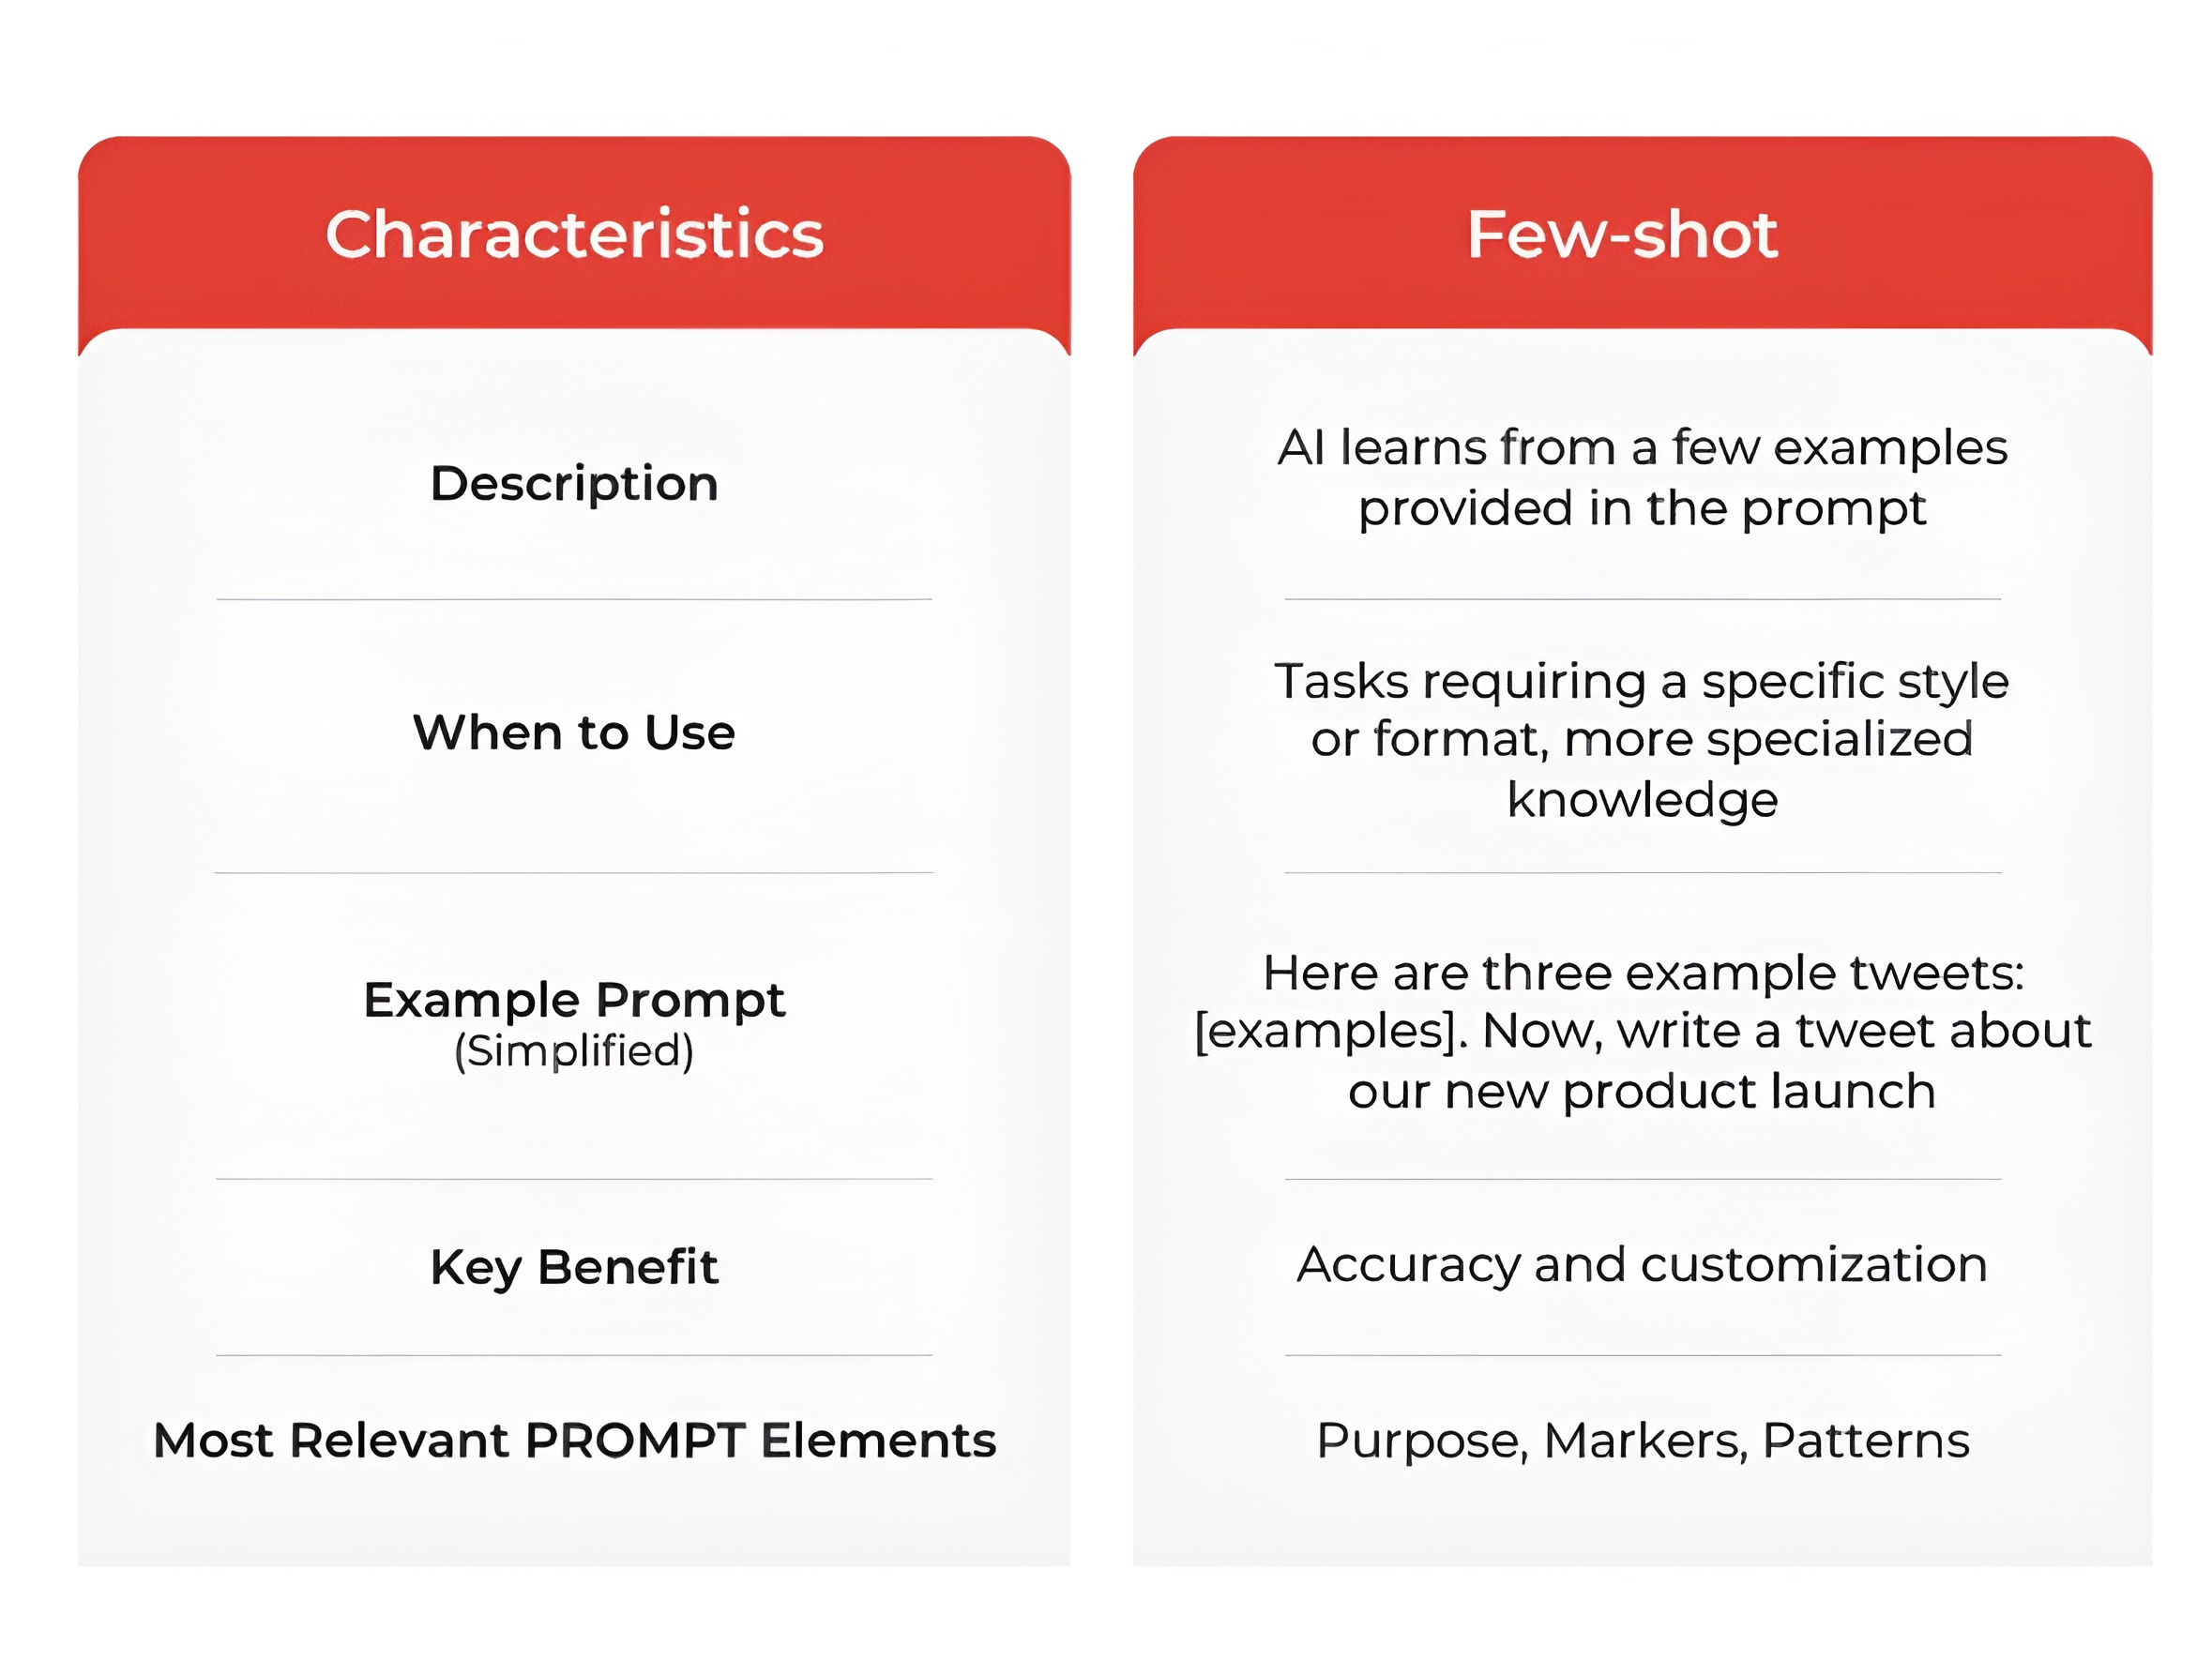 Characteristics
Few-shot
Description
AI learns from a few examples
provided in the prompt
When to Use
Tasks requiring a specific style
or format, more specialized
knowledge
Example Prompt
(Simplified)
Here are three example tweets:
[examples]. Now, write a tweet about
our new product launch
Key Benefit
Accuracy and customization
Most Relevant PROMPT Elements
Purpose, Markers, Patterns